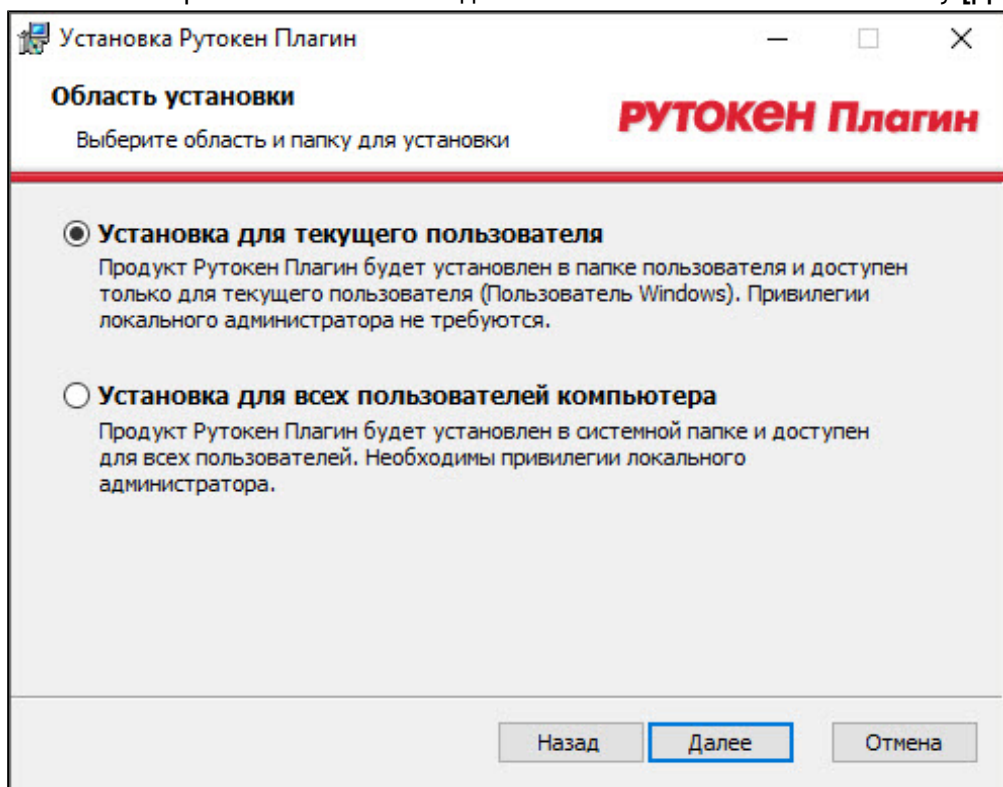 Установка Рутокен Плагин
Область установки
Выберите область и папку для установки
РУТОКЕН Плагин
Установка для текущего пользователя
Продукт Рутокен Плагин будет установлен в папке пользователя и доступен
только для текущего пользователя (Пользователь Windows). Привилегии
локального администратора не требуются.
Установка для всех пользователей компьютера
Продукт Рутокен Плагин будет установлен в системной папке и доступен
для всех пользователей. Необходимы привилегии локального
администратора.
Назад Далее Отмена